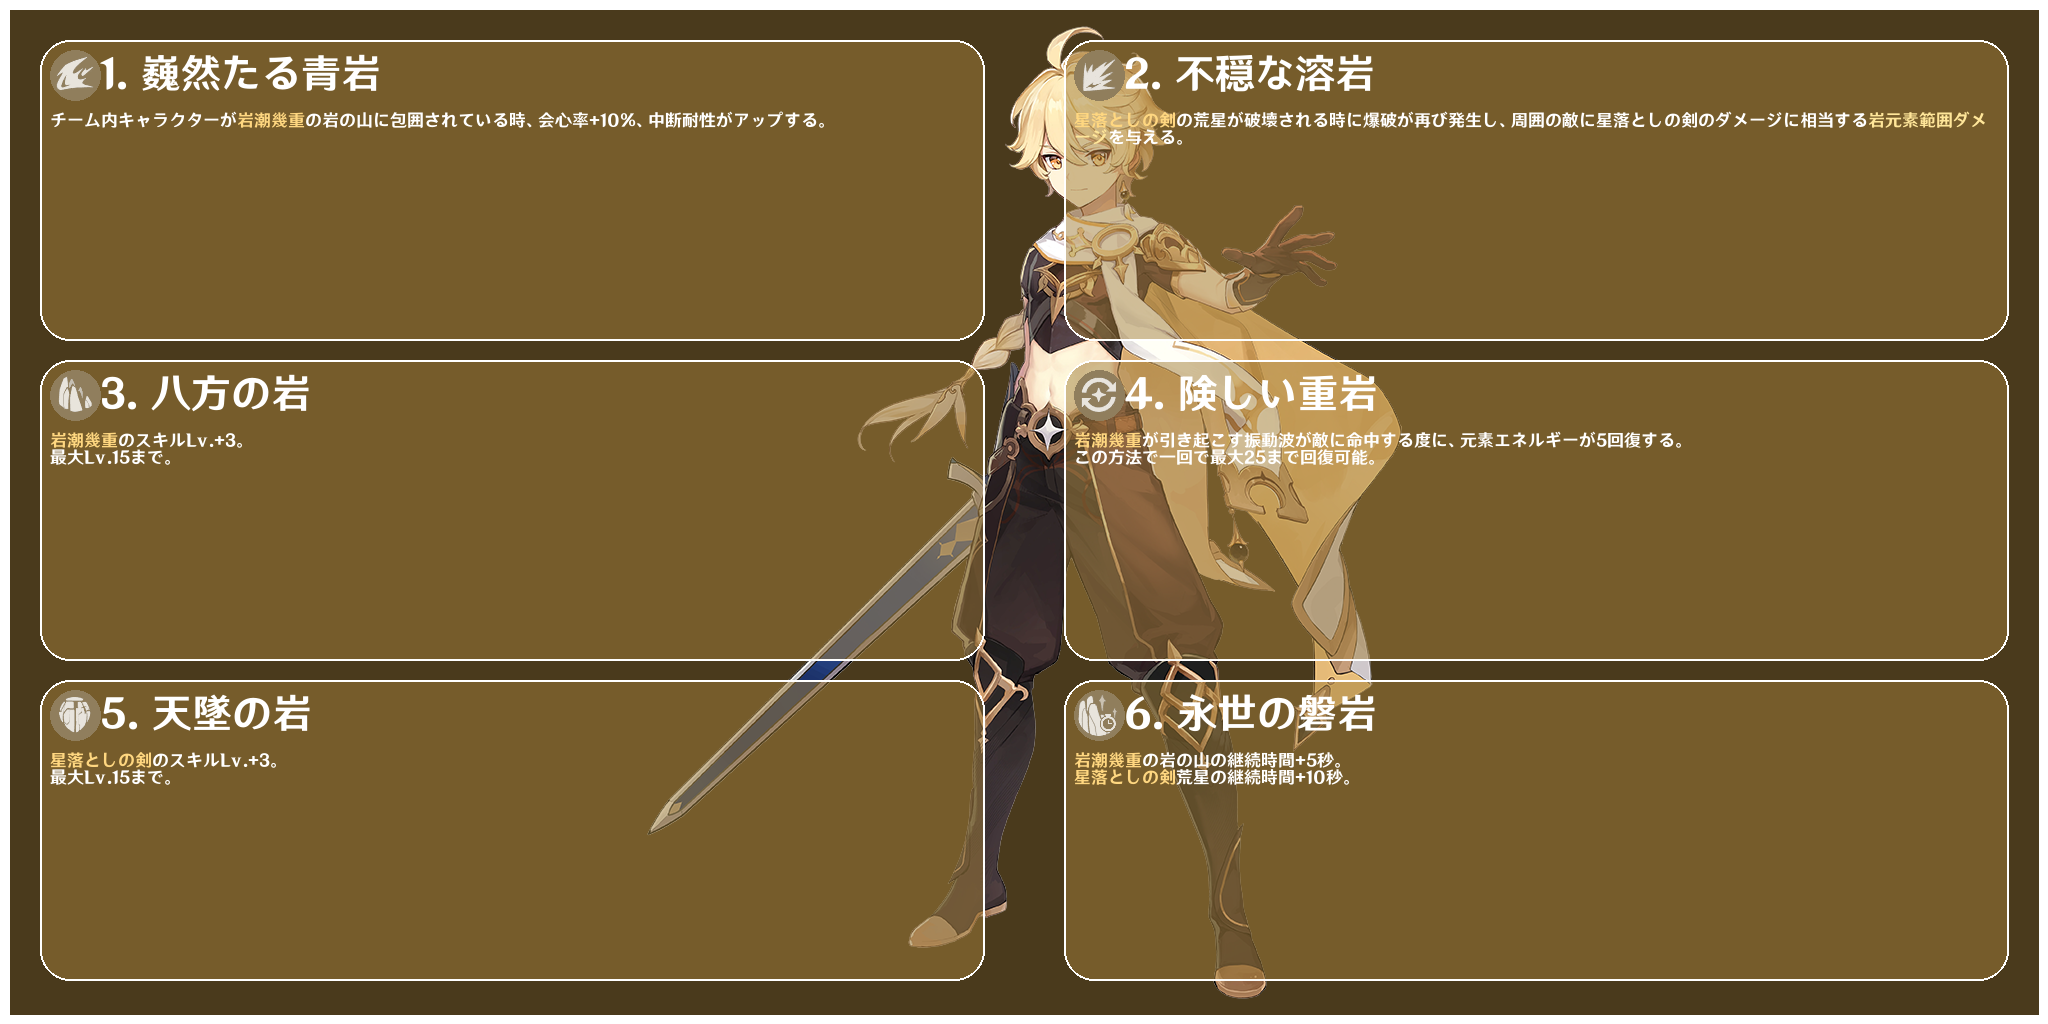 1. 巍然たる青岩
チーム内キャラクターが岩潮幾重の岩の山に包囲されている時、会心率+10%、中断耐性がアップする。
2. 不穏な溶岩
星落としの剣の荒星が破壊される時に爆破が再び発生し、周囲の敵に星落としの剣のダメージに相当する岩元素範囲ダメ
ージを与える。
3. 八方の岩
岩潮幾重のスキルLv.+3。
最大Lv.15まで。
4. 険しい重岩
岩潮幾重が引き起こす振動波が敵に命中する度に、元素エネルギーが5回復する。
この方法で一回で最大25まで回復可能。
5. 天墜の岩
星落としの剣のスキルLv.+3。
最大Lv.15まで。
6. 永世の磐岩
岩潮幾重の岩の山の継続時間+5秒。
星落としの剣荒星の継続時間+10秒。